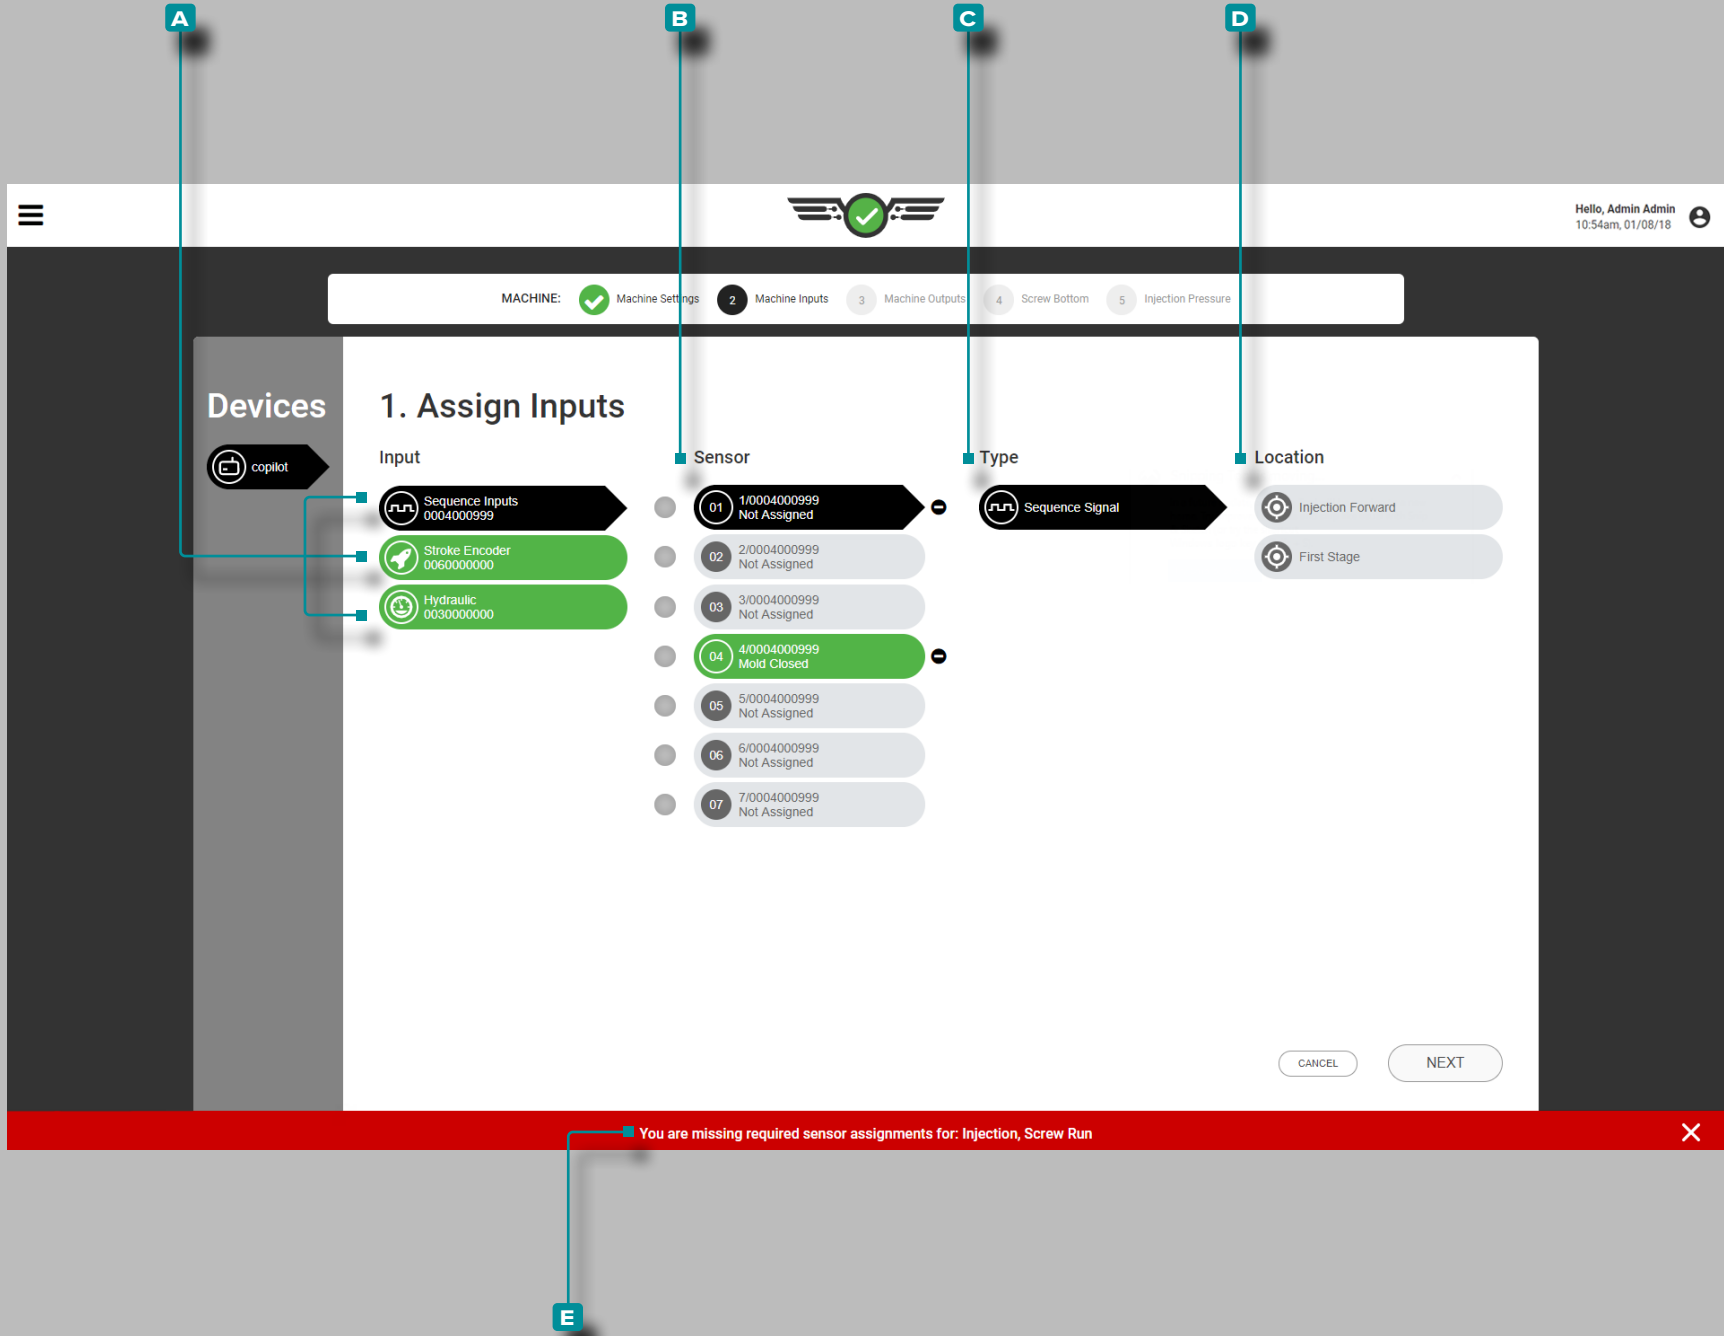 A
B
C
D
Hello, Admin Admin
10:54am, 01/08/18
MACHINE:
Machine Settings
2
Machine Inputs
3
Machine Outputs
4
Screw Bottom
5
Injection Pressure
Devices
copilot
1. Assign Inputs
Input
Sequence Inputs
0004000999
Stroke Encoder
0060000000
Hydraulic
0030000000
Sensor
01
1/0004000999
Not Assigned
02
2/0004000999
Not Assigned
03
3/0004000999
Not Assigned
04
4/0004000999
Mold Closed
05
5/0004000999
Not Assigned
06
6/0004000999
Not Assigned
07
7/0004000999
Not Assigned
Type
Sequence Signal
Location
Injection Forward
First Stage
CANCEL
NEXT
You are missing required sensor assignments for: Injection, Screw Run
E